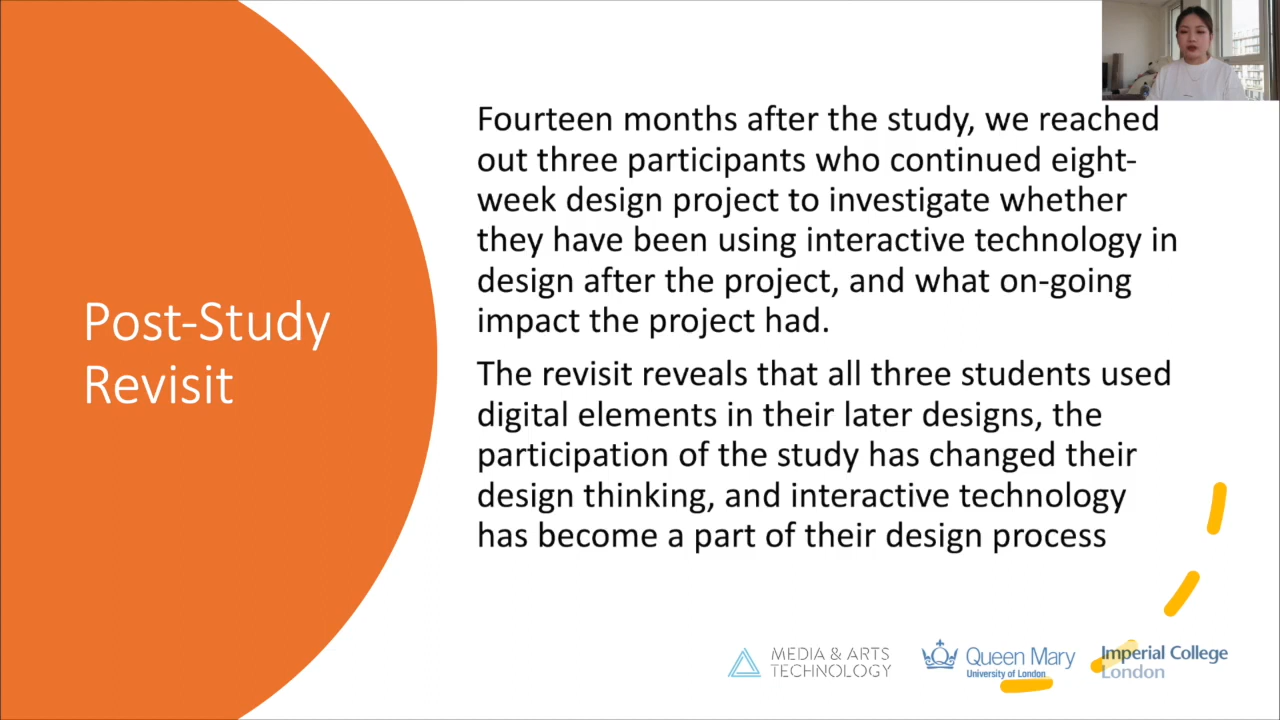 Fourteen months after the study, we reached
out three participants who continued eight-
week design project to investigate whether
they have been using interactive technology in
design after the project, and what on-going
impact the project had.
Post-Study
Revisit
The revisit reveals that all three students used
digital elements in their later designs, the
participation of the study has changed their
design thinking, and interactive technology
has become a part of their design process
MEDIA & ARTS
TECHNOLOGY
Queen Mary
University of London
Imperial College
London